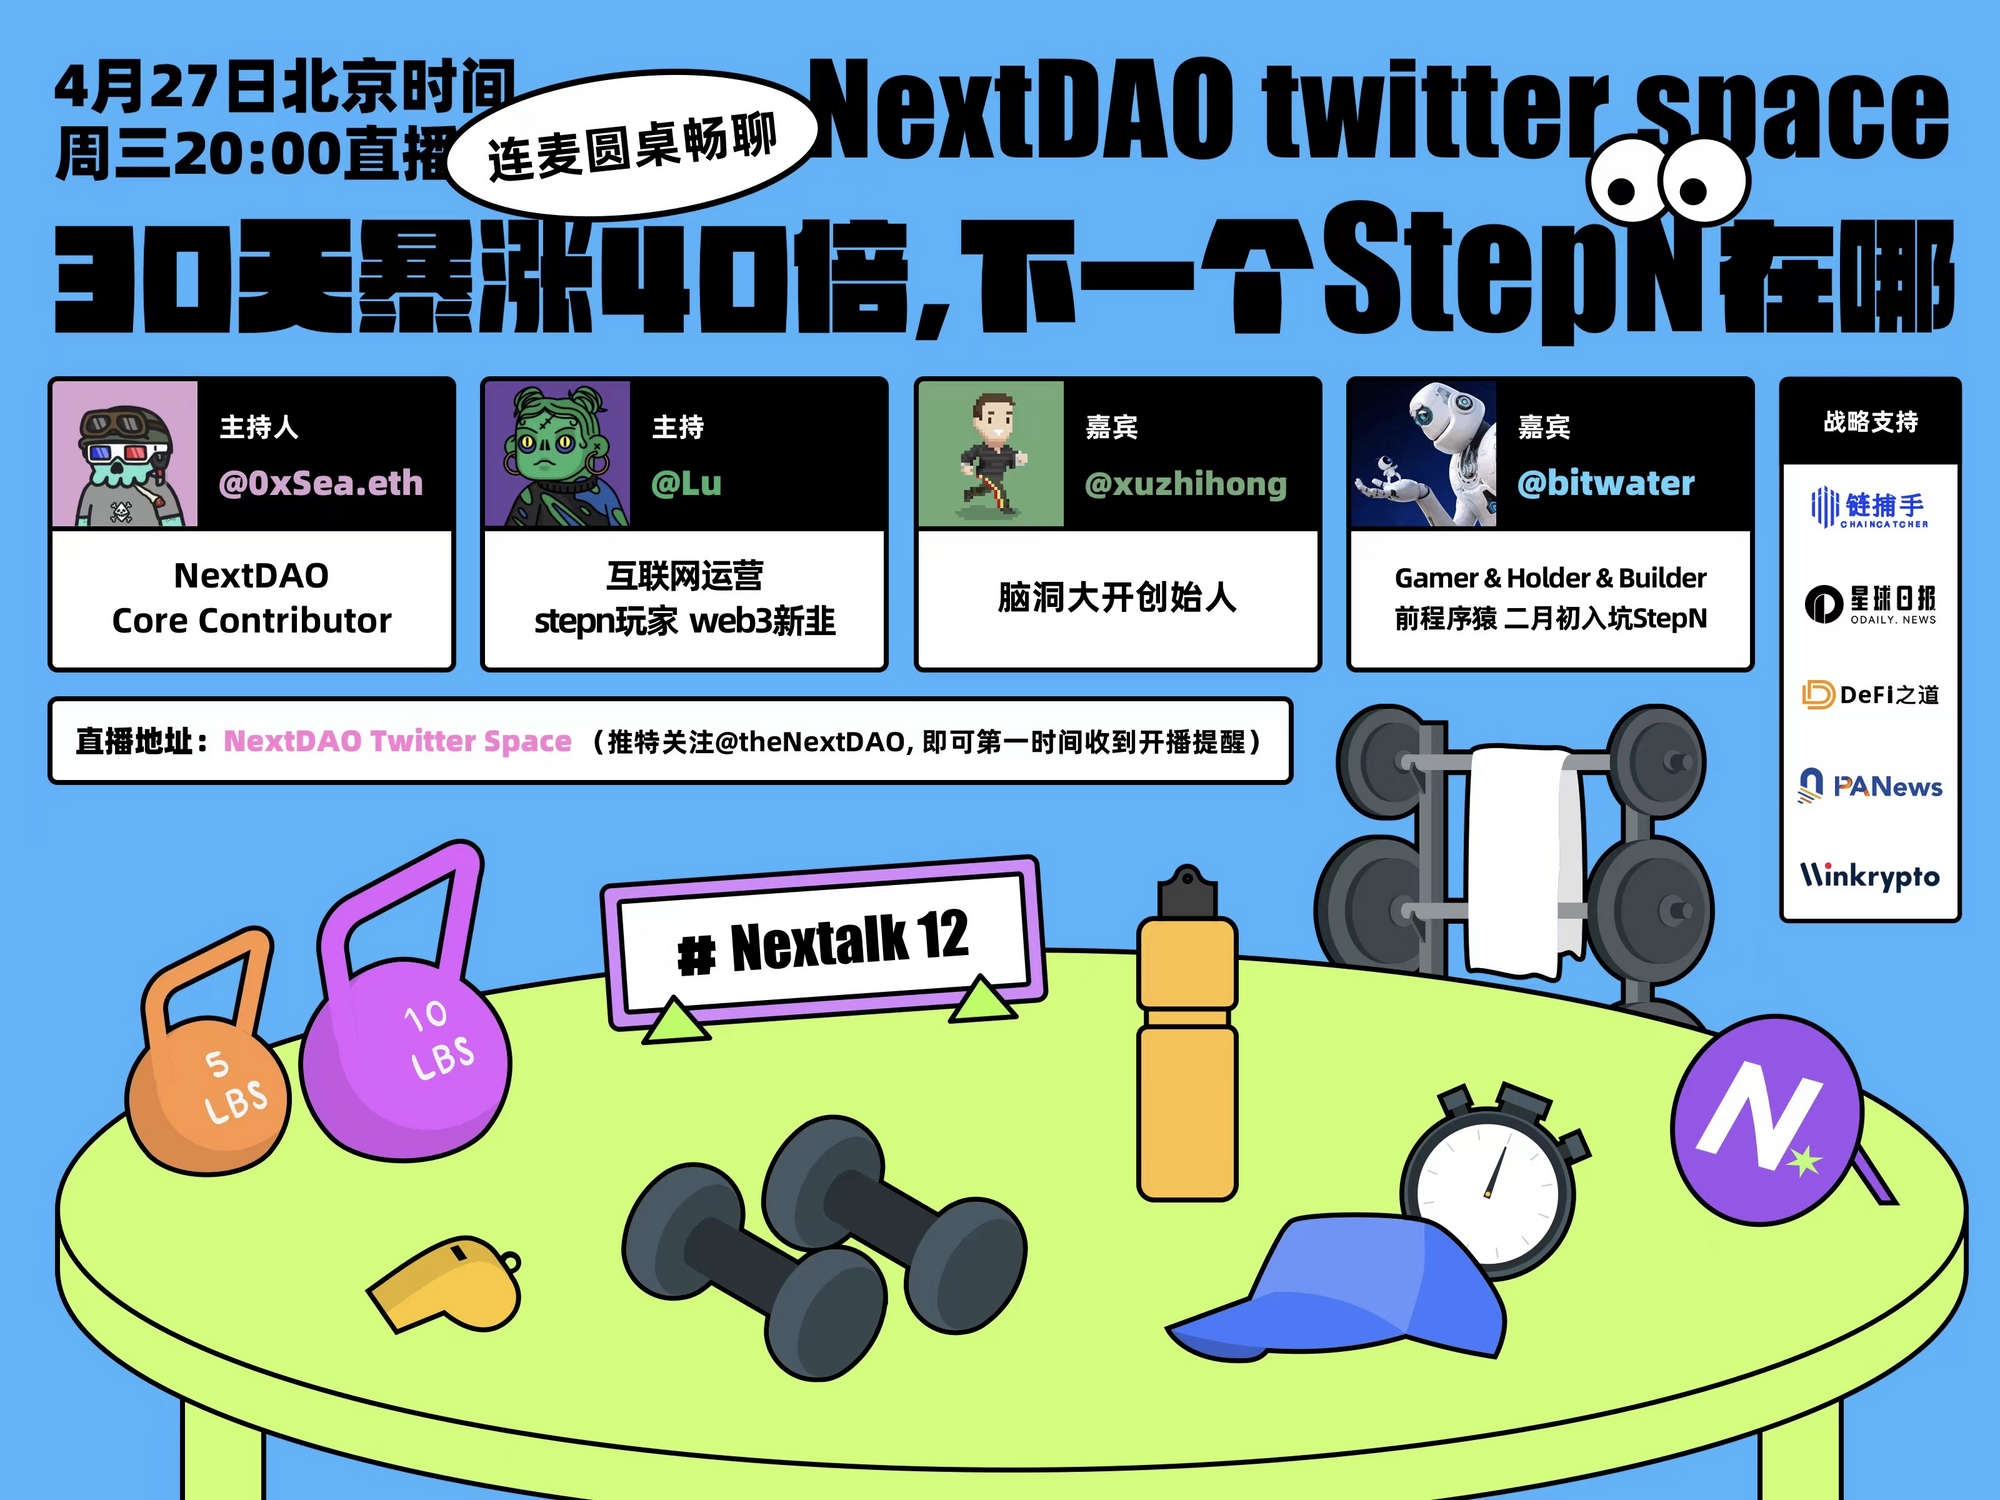 4月27日北京时间
周三20:00直播
连麦圆桌畅聊
NextDAO twitter space
30天暴涨40倍,下一个StepN在哪
主持人
@0xSea.eth
NextDAO
Core Contributor
主持
@Lu
互联网运营
stepn玩家 web3新韭
嘉宾
@xuzhihong
脑洞大开创始人
嘉宾
@bitwater
Gamer & Holder & Builder
前程序猿 二月初入坑StepN
战略支持
链捕手
CHAINCATCHER
星球日报
ODAILY. NEWS
DeFi之道
PANews
Winkrypto
直播地址：NextDAO Twitter Space（推特关注@theNextDAO, 即可第一时间收到开播提醒）
# Nextalk 12
10
LBS
5
LBS
N